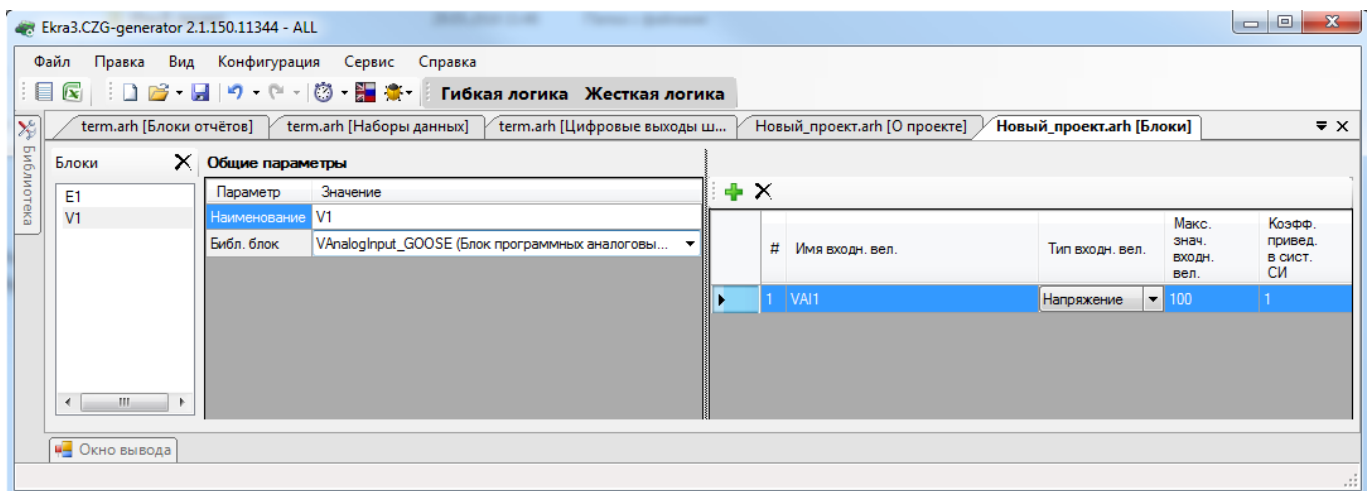 Ekra3.CZG-generator 2.1.150.11344 - ALL
Файл Правка Вид Конфигурация Сервис Справка
Гибкая логика Жесткая логика
term.arh [Блоки отчётов] term.arh [Наборы данных] term.arh [Цифровые выходы ш... Новый_проект.arh [О проекте] Новый_проект.arh [Блоки]
Библиотека
Блоки
E1
V1
Общие параметры
Параметр Значение
Наименование V1
Библ. блок VAnalogInput_GOOSE (Блок программных аналоговы...
# Имя входн. вел. Тип входн. вел. Макс. знач. входн. вел. Коэфф. привед. в сист. СИ
1 VAI1 Напряжение 100 1
Окно вывода